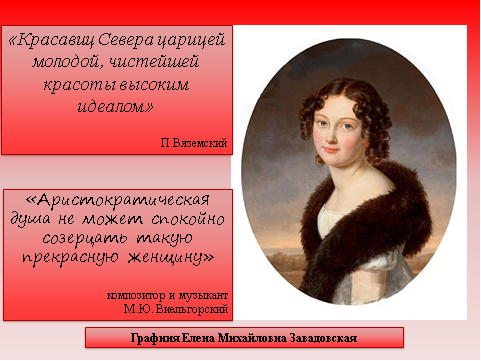 «Красавиц Севера царицей
молодой, чистейшей
красоты высоким
идеалом»
П.Вяземский
«Аристократическая
душа не может спокойно
созерцать такую
прекрасную женщину»
композитор и музыкант
М.Ю. Виельгорский
Графиня Елена Михайловна Завадовская